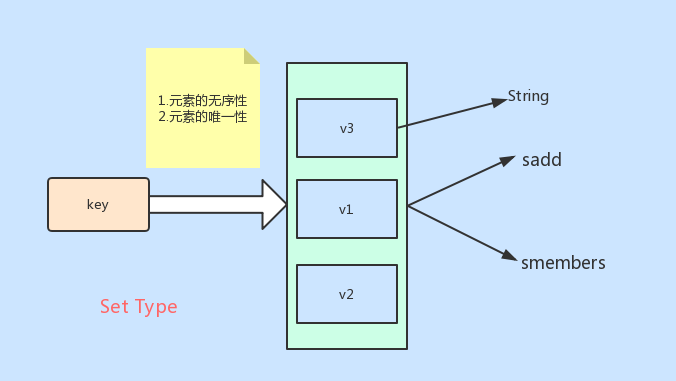 1.元素的无序性
2.元素的唯一性
String
v3
sadd
key
v1
smembers
v2
Set Type